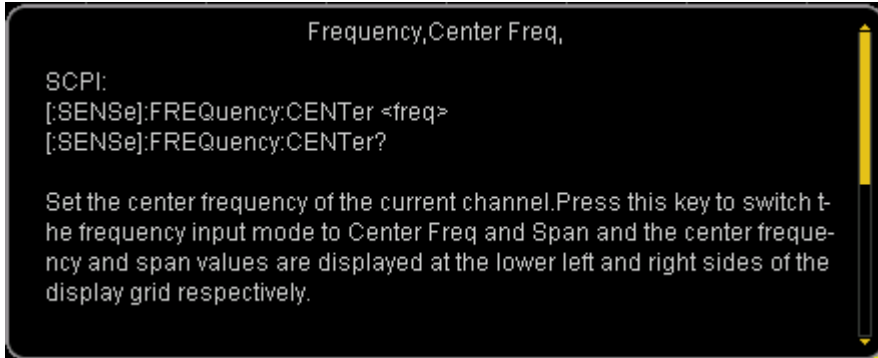 Frequency,Center Freq,
SCPI:
[:SENSe]:FREQuency:CENTer <freq>
[:SENSe]:FREQuency:CENTer?
Set the center frequency of the current channel.Press this key to switch t-
he frequency input mode to Center Freq and Span and the center freque-
ncy and span values are displayed at the lower left and right sides of the
display grid respectively.